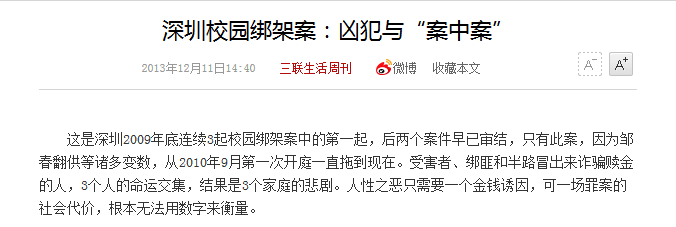 深圳校园绑架案：凶犯与“案中案”
2013年12月11日14:40 三联生活周刊 微博 收藏本文 A- A+
这是深圳2009年底连续3起校园绑架案中的第一起，后两个案件早已审结，只有此案，因为邹
春翻供等诸多变数，从2010年9月第一次开庭一直拖到现在。受害者、绑匪和半路冒出来诈骗赎金
的人，3个人的命运交集，结果是3个家庭的悲剧。人性之恶只需要一个金钱诱因，可一场罪案的
社会代价，根本无法用数字来衡量。